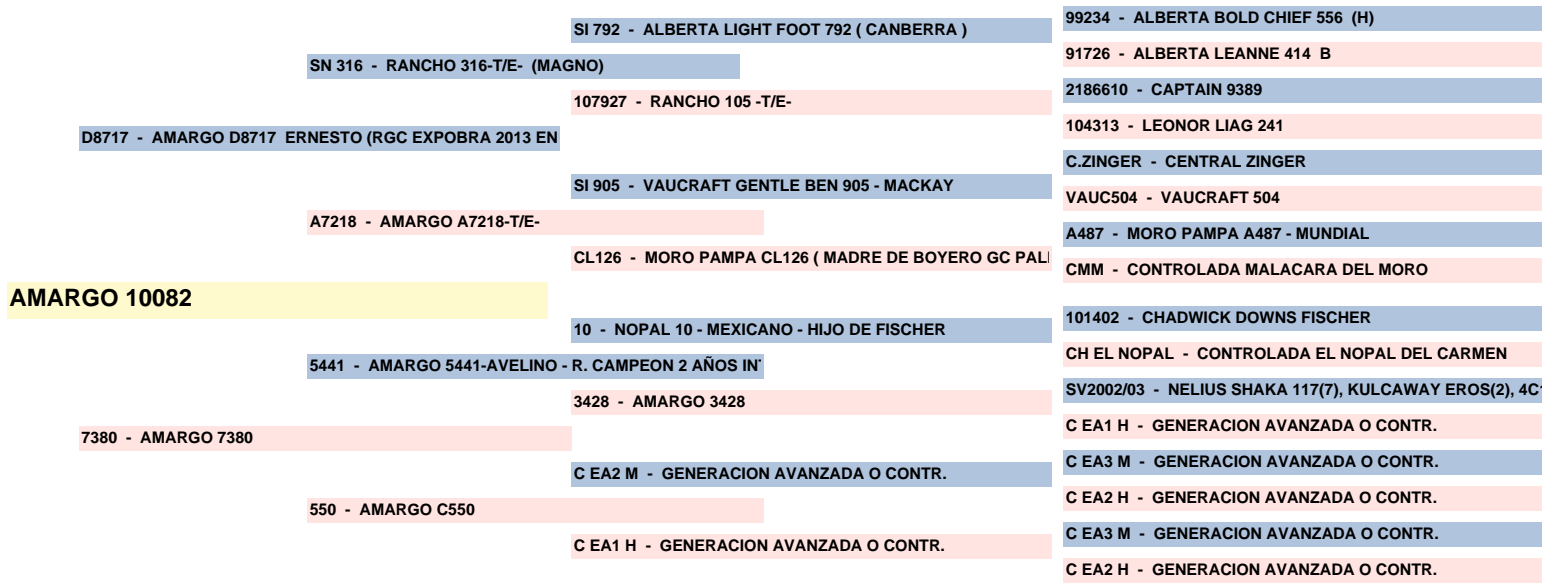 99234 - ALBERTA BOLD CHIEF 556 (H)
SI 792 - ALBERTA LIGHT FOOT 792 ( CANBERRA )
91726 - ALBERTA LEANNE 414 B
SN 316 - RANCHO 316-T/E- (MAGNO)
2186610 - CAPTAIN 9389
107927 - RANCHO 105 -T/E-
104313 - LEONOR LIAG 241
D8717 - AMARGO D8717 ERNESTO (RGC EXPOBRA 2013 EN
C.ZINGER - CENTRAL ZINGER
SI 905 - VAUCRAFT GENTLE BEN 905 - MACKAY
VAUC504 - VAUCRAFT 504
A7218 - AMARGO A7218-T/E-
A487 - MORO PAMPA A487 - MUNDIAL
CL126 - MORO PAMPA CL126 ( MADRE DE BOYERO GC PAL
CMM - CONTROLADA MALACARA DEL MORO
AMARGO 10082
101402 - CHADWICK DOWNS FISCHER
10 - NOPAL 10 - MEXICANO - HIJO DE FISCHER
CH EL NOPAL - CONTROLADA EL NOPAL DEL CARMEN
5441 - AMARGO 5441-AVELINO - R. CAMPEON 2 AÑOS IN
SV2002/03 - NELIUS SHAKA 117(7), KULCAWAY EROS(2), 4C
3428 - AMARGO 3428
C EA1 H - GENERACION AVANZADA O CONTR.
7380 - AMARGO 7380
C EA3 M - GENERACION AVANZADA O CONTR.
C EA2 M - GENERACION AVANZADA O CONTR.
C EA2 H - GENERACION AVANZADA O CONTR.
550 - AMARGO C550
C EA3 M - GENERACION AVANZADA O CONTR.
C EA1 H - GENERACION AVANZADA O CONTR.
C EA2 H - GENERACION AVANZADA O CONTR.